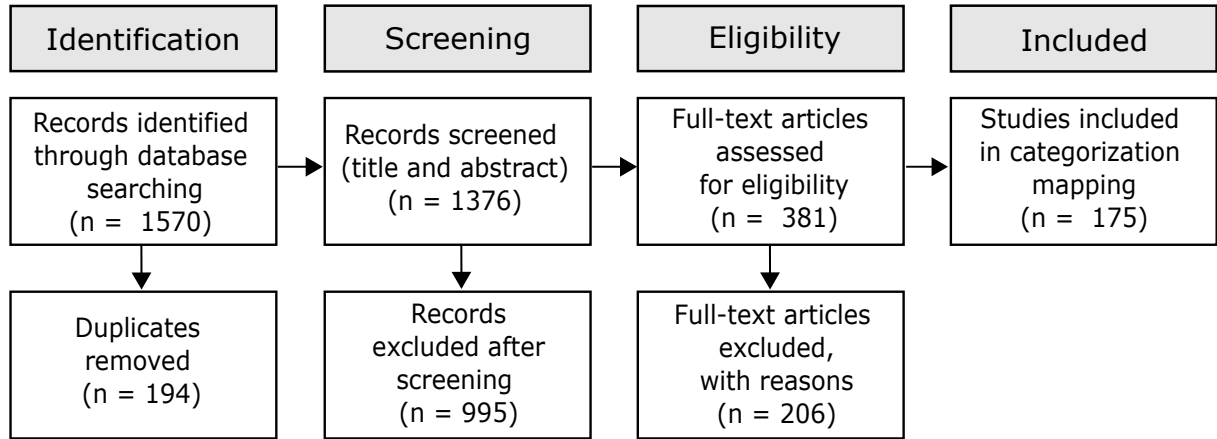 Identification
Records identified
through database
searching
(n = 1570)
Duplicates
removed
(n = 194)
Screening
Records screened
(title and abstract)
(n = 1376)
Records
excluded after
screening
(n = 995)
Eligibility
Full-text articles
assessed
for eligibility
(n = 381)
Full-text articles
excluded,
with reasons
(n = 206)
Included
Studies included
in categorization
mapping
(n = 175)